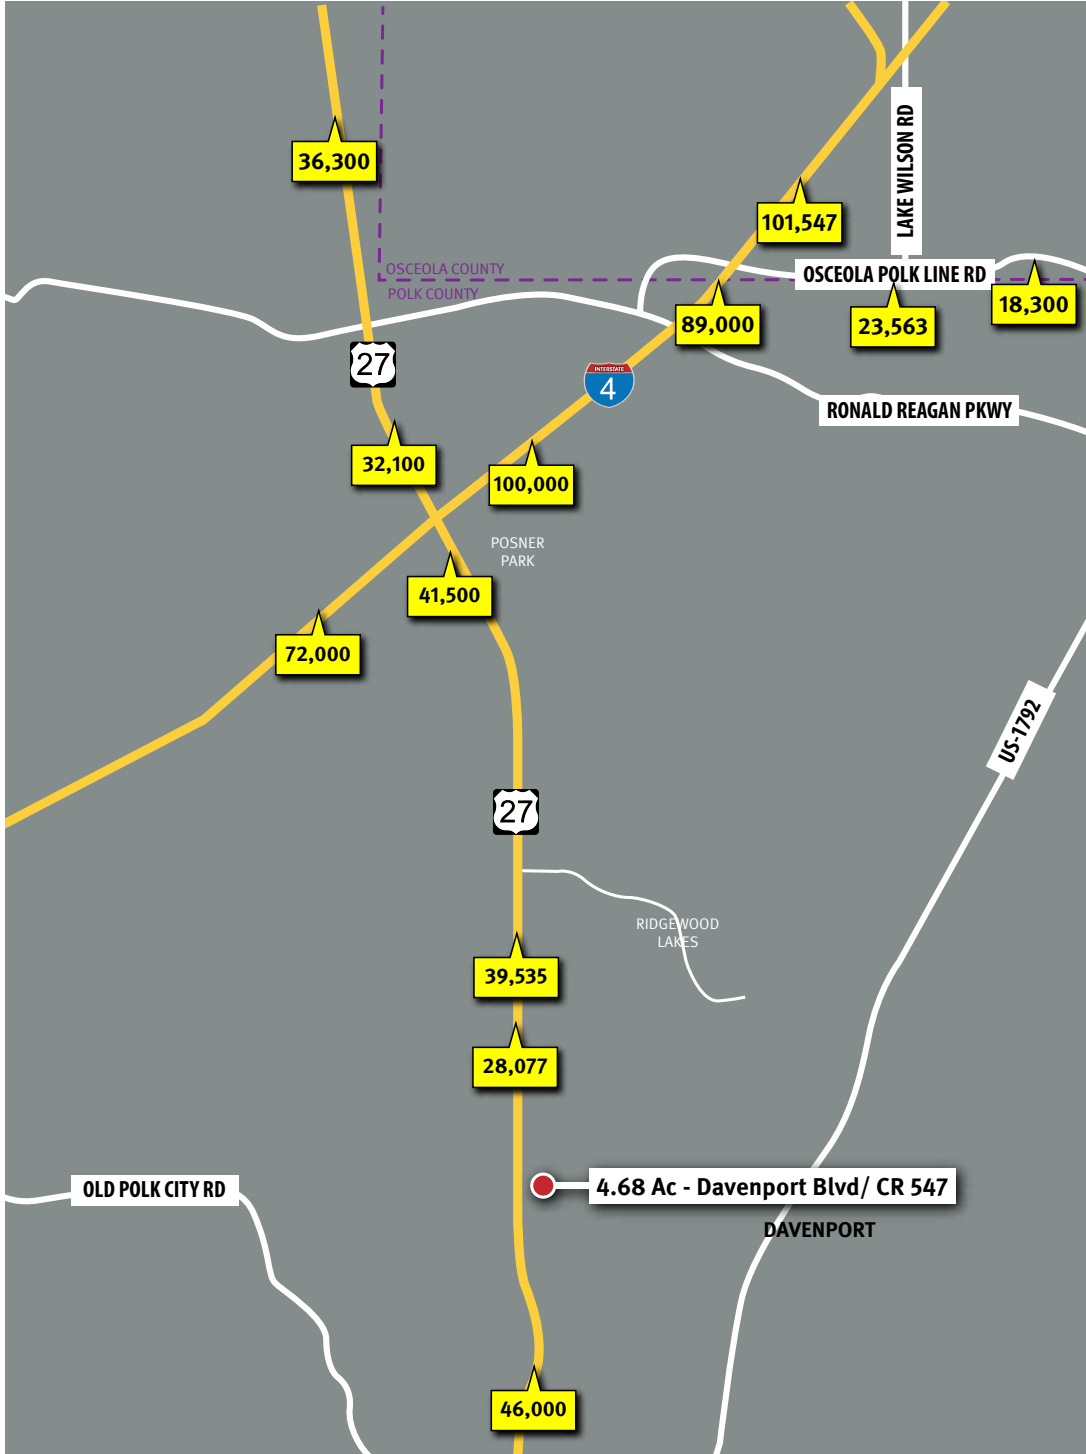 36,300
LAKE WILSON RD
101,547
OSCEOLA COUNTY
OSCEOLA POLK LINE RD
POLK COUNTY
18,300
89,000
23,563
27
INTERSTATE
4
RONALD REAGAN PKWY
32,100
100,000
POSNER
PARK
41,500
72,000
US-1792
27
RIDGEWOOD
LAKES
39,535
28,077
OLD POLK CITY RD
4.68 Ac - Davenport Blvd/ CR 547
DAVENPORT
46,000